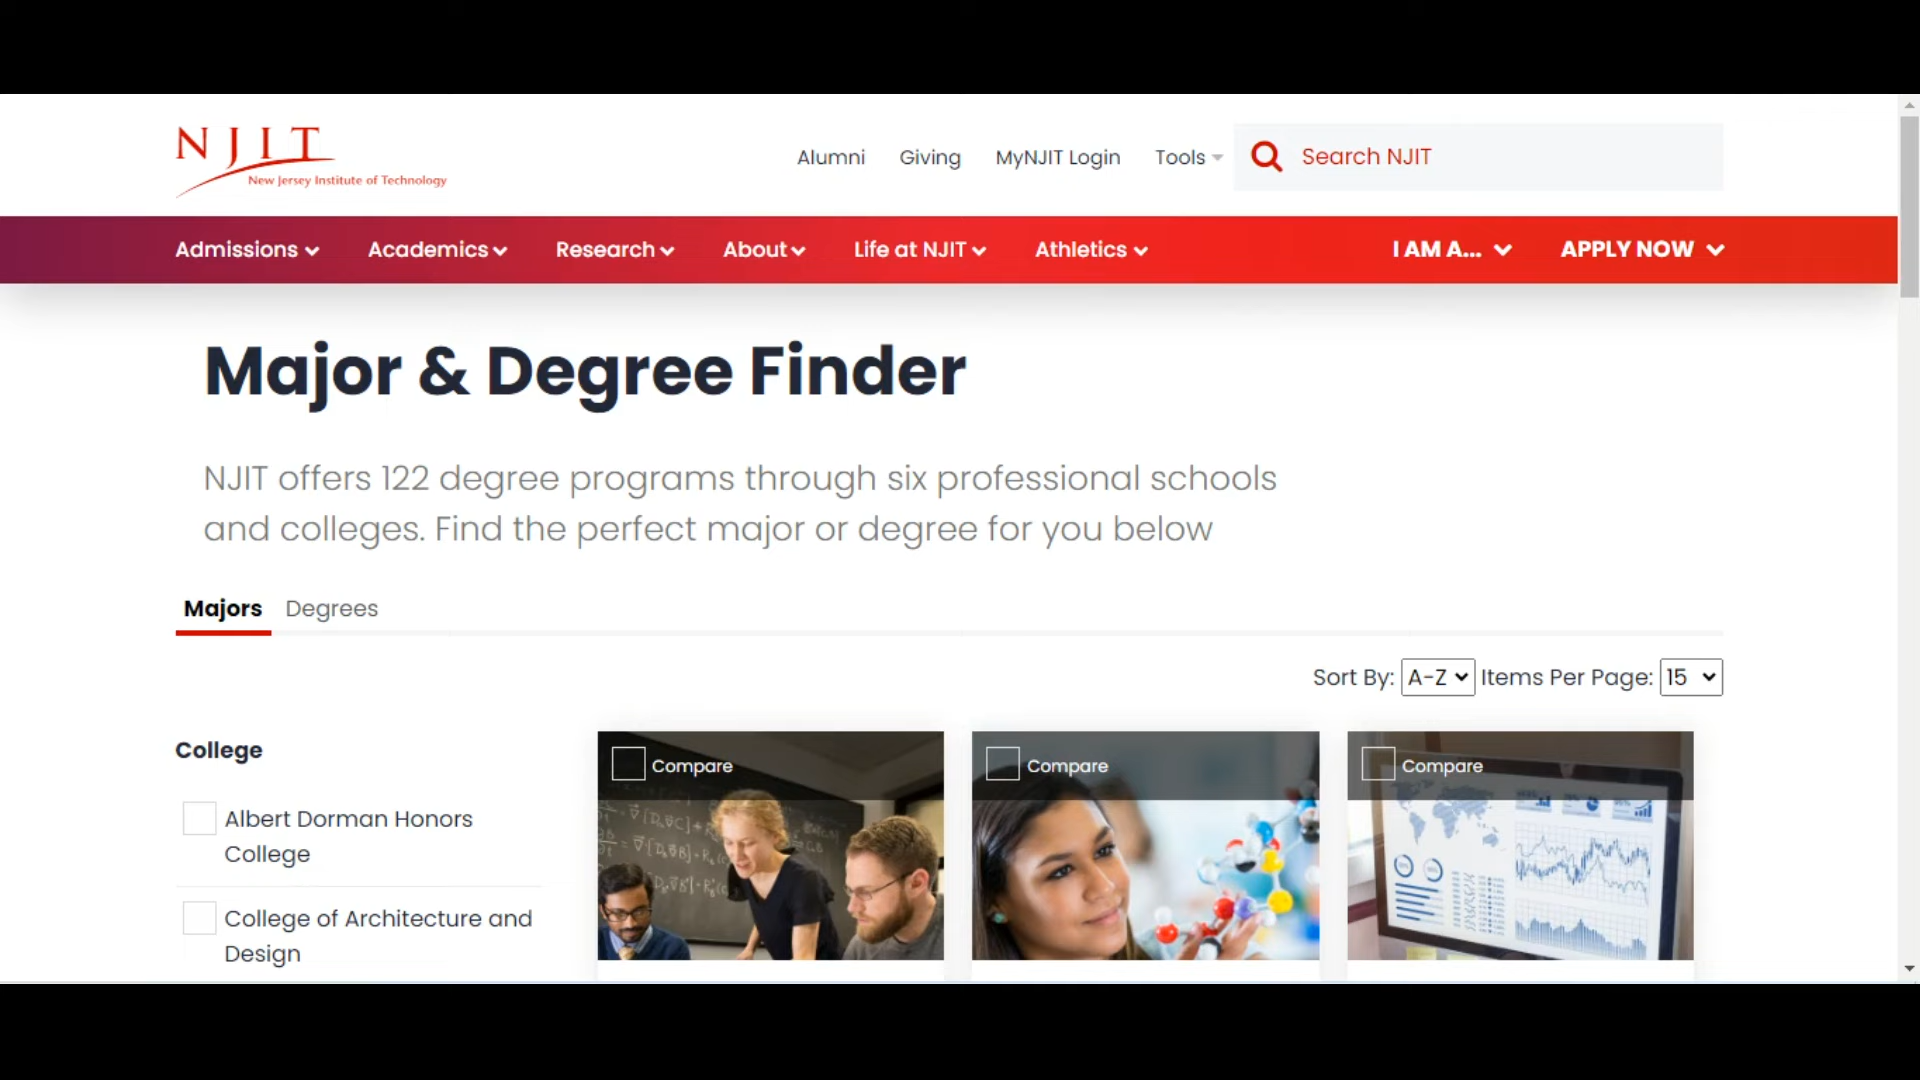 NJIT
New Jersey Institute of Technology
Alumni
Giving
MyNJIT Login
Tools
Search NJIT
Admissions
Academics
Research
About
Life at NJIT
Athletics
I AM A...
APPLY NOW
Major & Degree Finder
NJIT offers 122 degree programs through six professional schools
and colleges. Find the perfect major or degree for you below
Majors
Degrees
Sort By:
A-Z
Items Per Page:
15
College
Albert Dorman Honors
College
College of Architecture and
Design
Compare
Compare
Compare